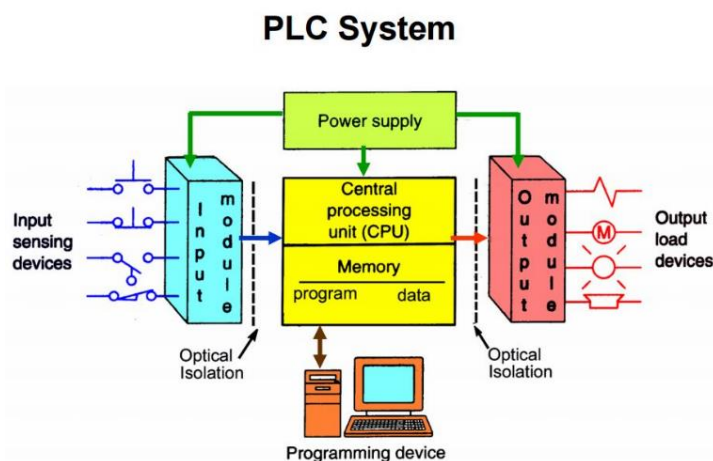 PLC System
Power supply
Input
sensing
devices
Input
module
Central
processing
unit (CPU)
Memory
program data
Output
module
M
Output
load
devices
Optical
Isolation
Optical
Isolation
Programming device